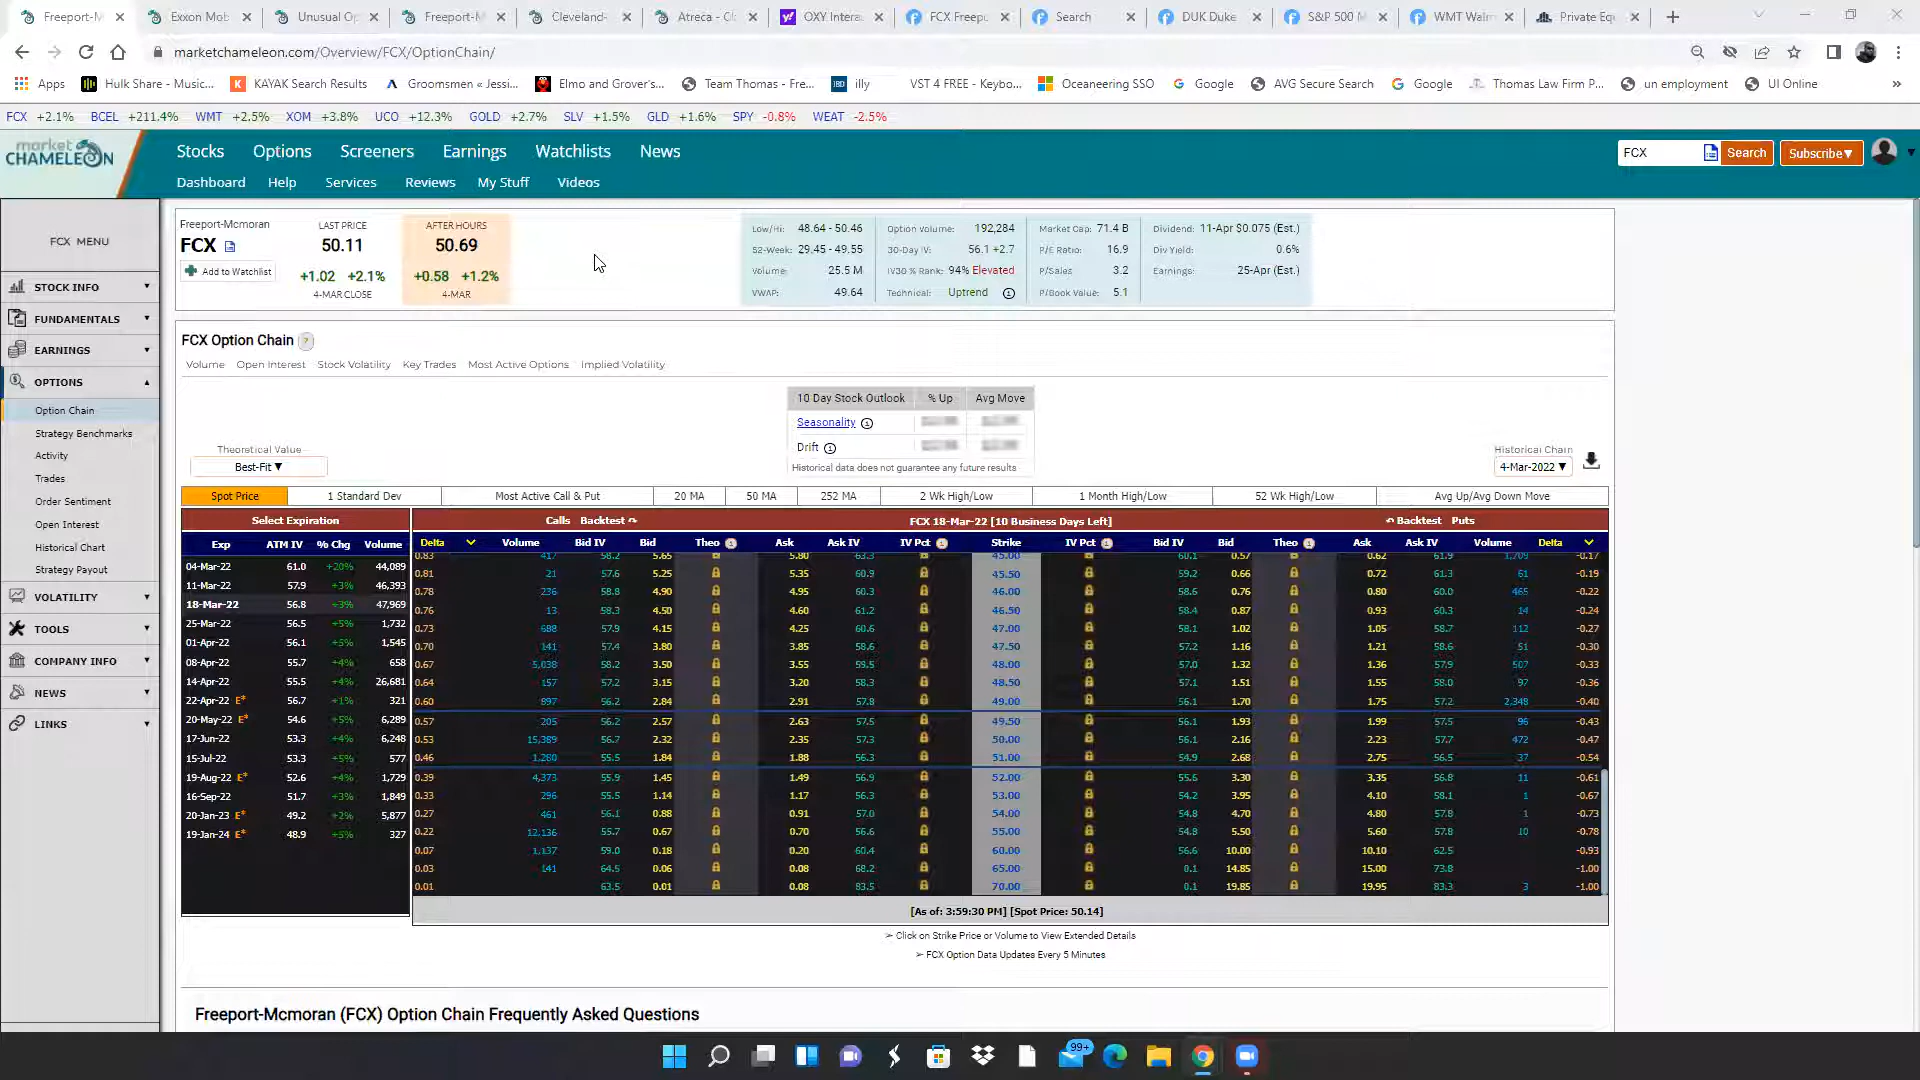 Freeport-M
Exxon Mob
Unusual Op
Freeport-M
Cleveland-
Atreca - Cl
OXY Intera
FCX Freep
Search
DUK Duke
S&P 500 M
WMT Walm
Private Equ
marketchameleon.com/Overview/FCX/OptionChain/
Apps
Hulk Share - Music...
KAYAK Search Results
Groomsmen « Jessi...
Elmo and Grover's...
Team Thomas - Fre...
illy
VST 4 FREE - Keybo...
Oceaneering SSO
Google
AVG Secure Search
Google
Thomas Law Firm P...
un employment
UI Online
FCX +2.1% BCEL +211.4% WMT +2.5% XOM +3.8% UCO +12.3% GOLD +2.7% SLV +1.5% GLD +1.6% SPY -0.8% WEAT -2.5%
market CHAMELEON
Stocks Options Screeners Earnings Watchlists News
FCX Search Subscribe▼
Dashboard Help Services Reviews My Stuff Videos
FCX MENU
STOCK INFO
FUNDAMENTALS
EARNINGS
OPTIONS
Option Chain
Strategy Benchmarks
Activity
Trades
Order Sentiment
Open Interest
Historical Chart
Strategy Payout
VOLATILITY
TOOLS
COMPANY INFO
NEWS
LINKS
Freeport-Mcmoran
FCX
Add to Watchlist
LAST PRICE
50.11
+1.02 +2.1%
4-MAR CLOSE
AFTER HOURS
50.69
+0.58 +1.2%
4-MAR
Low/Hi: 48.64 - 50.46
52-Week: 29.45 - 49.55
Volume: 25.5 M
VWAP: 49.64
Option Volume: 192,284
30-Day IV: 56.1 +2.7
IV30 % Rank: 94% Elevated
Technical: Uptrend
Market Cap: 71.4 B
P/E Ratio: 16.9
P/Sales 3.2
P/Book Value: 5.1
Dividend: 11-Apr $0.075 (Est.)
Div Yield: 0.6%
Earnings: 25-Apr (Est.)
FCX Option Chain ?
Volume Open Interest Stock Volatility Key Trades Most Active Options Implied Volatility
10 Day Stock Outlook % Up Avg Move
Seasonality
Drift
Historical data does not guarantee any future results
Theoretical Value
Best-Fit ▼
Historical Chain
4-Mar-2022 ▼
Spot Price 1 Standard Dev Most Active Call & Put 20 MA 50 MA 252 MA 2 Wk High/Low 1 Month High/Low 52 Wk High/Low Avg Up/Avg Down Move
Select Expiration
Exp ATM IV % Chg Volume
04-Mar-22 61.0 +20% 44,089
11-Mar-22 57.9 +3% 46,393
18-Mar-22 56.8 +3% 47,969
25-Mar-22 56.5 +5% 1,732
01-Apr-22 56.1 +5% 1,545
08-Apr-22 55.7 +4% 658
14-Apr-22 55.5 +4% 26,681
22-Apr-22 E* 56.7 +1% 321
20-May-22 E* 54.6 +5% 6,289
17-Jun-22 53.3 +4% 6,248
15-Jul-22 53.3 +5% 577
19-Aug-22 E* 52.6 +4% 1,729
16-Sep-22 51.7 +3% 1,849
20-Jan-23 E* 49.2 +2% 5,877
19-Jan-24 E* 48.9 +5% 327
Calls Backtest FCX 18-Mar-22 [10 Business Days Left] Backtest Puts
Delta Volume Bid IV Bid Theo Ask Ask IV IV Pct Strike IV Pct Bid IV Bid Theo Ask Ask IV Volume Delta
0.83 417 58.2 5.65 5.80 63.3 45.00 60.1 0.57 0.62 61.9 1,709 -0.17
0.81 21 57.6 5.25 5.35 60.9 45.50 59.2 0.66 0.72 61.3 61 -0.19
0.78 236 58.8 4.90 4.95 60.3 46.00 58.6 0.76 0.80 60.0 465 -0.22
0.76 13 58.3 4.50 4.60 61.2 46.50 58.4 0.87 0.93 60.3 14 -0.24
0.73 688 57.9 4.15 4.25 60.6 47.00 58.1 1.02 1.05 58.7 112 -0.27
0.70 141 57.4 3.80 3.85 58.6 47.50 57.2 1.16 1.21 58.6 51 -0.30
0.67 5,038 58.2 3.50 3.55 59.5 48.00 57.0 1.32 1.36 57.9 507 -0.33
0.64 157 57.2 3.15 3.20 58.3 48.50 57.1 1.51 1.55 58.0 97 -0.36
0.60 897 56.2 2.84 2.91 57.8 49.00 56.1 1.70 1.75 57.2 2,348 -0.40
0.57 205 56.2 2.57 2.63 57.5 49.50 56.1 1.93 1.99 57.5 96 -0.43
0.53 15,389 56.7 2.32 2.35 57.3 50.00 56.1 2.16 2.23 57.7 472 -0.47
0.46 1,280 55.5 1.84 1.88 56.3 51.00 54.9 2.68 2.75 56.5 37 -0.54
0.39 4,373 55.9 1.45 1.49 56.9 52.00 55.6 3.30 3.35 56.8 11 -0.61
0.33 296 55.5 1.14 1.17 56.3 53.00 54.2 3.95 4.10 58.1 1 -0.67
0.27 461 56.1 0.88 0.91 57.0 54.00 54.8 4.70 4.80 57.8 1 -0.73
0.22 12,136 55.7 0.67 0.70 56.6 55.00 54.8 5.50 5.60 57.8 10 -0.78
0.07 1,137 59.0 0.18 0.20 60.4 60.00 56.6 10.00 10.10 62.5 -0.93
0.03 141 64.5 0.06 0.08 68.2 65.00 0.1 14.85 15.00 73.8 -1.00
0.01 63.5 0.01 0.08 83.5 70.00 0.1 19.85 19.95 83.3 3 -1.00
[As of: 3:59:30 PM] [Spot Price: 50.14]
➢ Click on Strike Price or Volume to View Extended Details
➢ FCX Option Data Updates Every 5 Minutes
Freeport-Mcmoran (FCX) Option Chain Frequently Asked Questions
99+